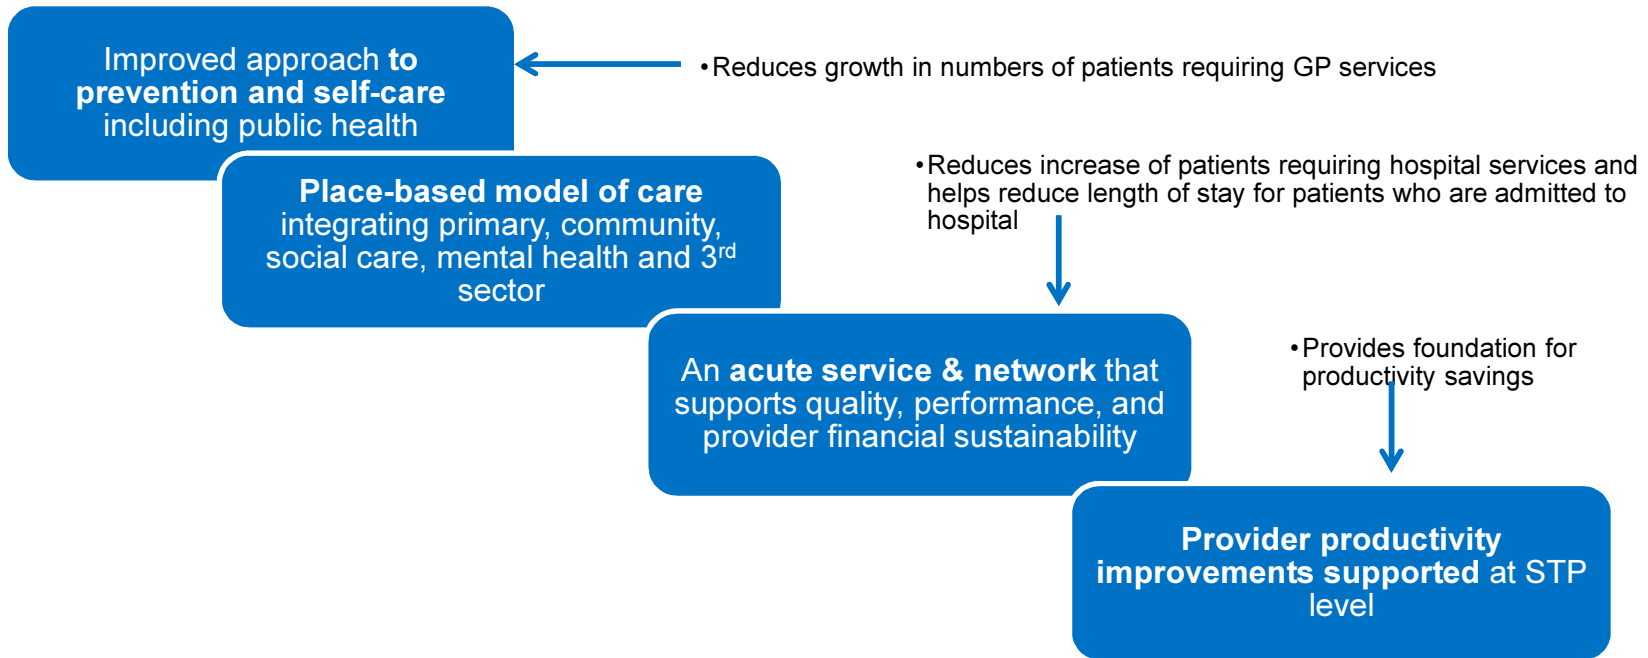 Improved approach to
prevention and self-care
including public health
• Reduces growth in numbers of patients requiring GP services
Place-based model of care
integrating primary, community,
social care, mental health and 3rd
sector
• Reduces increase of patients requiring hospital services and
helps reduce length of stay for patients who are admitted to
hospital
An acute service & network that
supports quality, performance, and
provider financial sustainability
• Provides foundation for
productivity savings
Provider productivity
improvements supported at STP
level